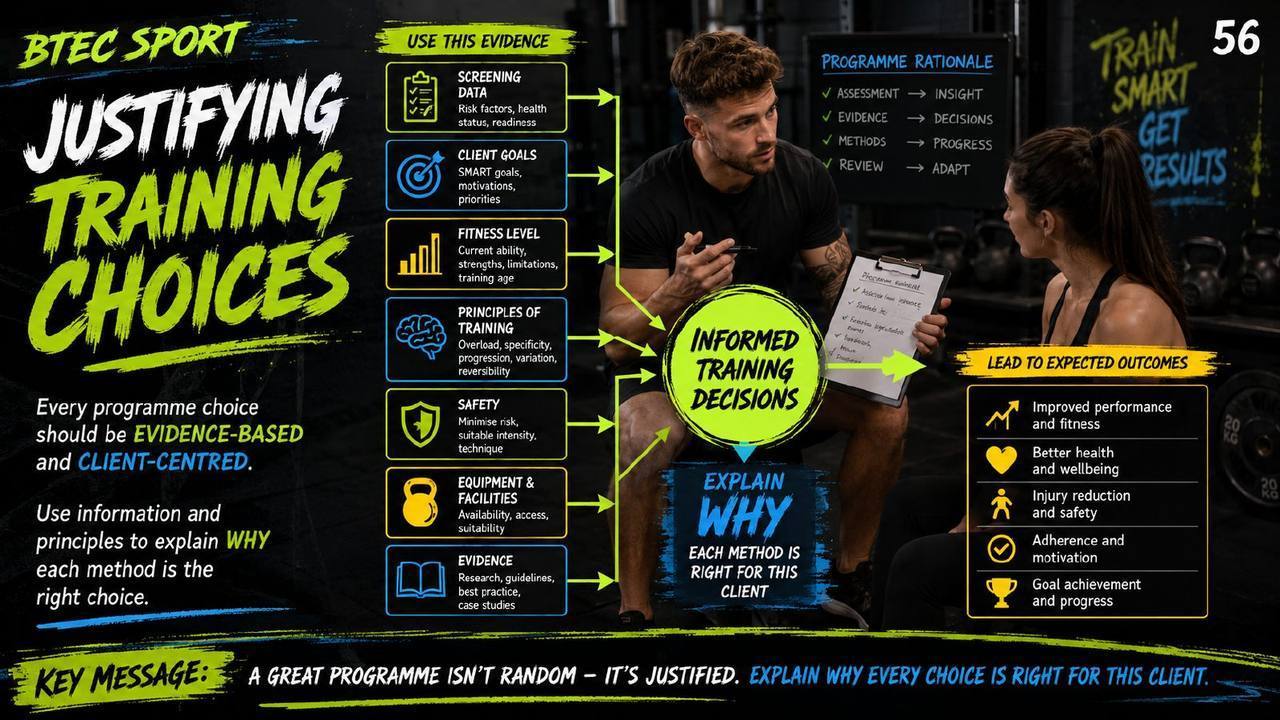 BTEC SPORT
JUSTIFYING
TRAINING
CHOICES
Every programme choice
should be EVIDENCE-BASED
and CLIENT-CENTRED.
Use information and
principles to explain WHY
each method is the
right choice.
USE THIS EVIDENCE
SCREENING
DATA
Risk factors, health
status, readiness
CLIENT GOALS
SMART goals,
motivations,
priorities
FITNESS LEVEL
Current ability,
strengths, limitations,
training age
PRINCIPLES OF
TRAINING
Overload, specificity,
progression, variation,
reversibility
SAFETY
Minimise risk,
suitable intensity,
technique
EQUIPMENT &
FACILITIES
Availability, access,
suitability
EVIDENCE
Research, guidelines,
best practice,
case studies
INFORMED
TRAINING
DECISIONS
EXPLAIN
WHY
EACH METHOD IS
RIGHT FOR THIS
CLIENT
PROGRAMME RATIONALE
✓ ASSESSMENT → INSIGHT
✓ EVIDENCE → DECISIONS
✓ METHODS → PROGRESS
✓ REVIEW → ADAPT
TRAIN
SMART
GET
RESULTS
56
20
KG
LEAD TO EXPECTED OUTCOMES
Improved performance
and fitness
Better health
and wellbeing
Injury reduction
and safety
Adherence and
motivation
Goal achievement
and progress
KEY MESSAGE:
A GREAT PROGRAMME ISN'T RANDOM – IT'S JUSTIFIED. EXPLAIN WHY EVERY CHOICE IS RIGHT FOR THIS CLIENT.